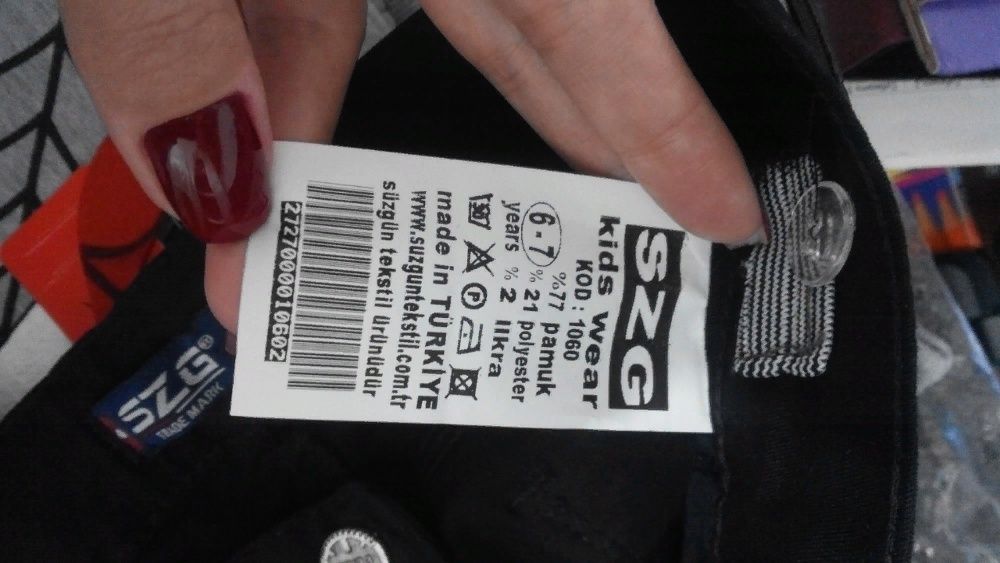 SZG
kids wear
KOD : 1060
%77 pamuk
6 - 7 % 21 polyester
years % 2 likra
made in TÜRKİYE
www.suzguntekstil.com.tr
süzgün tekstil ürünüdür
2727000010602
SZG®
TRADE MARK